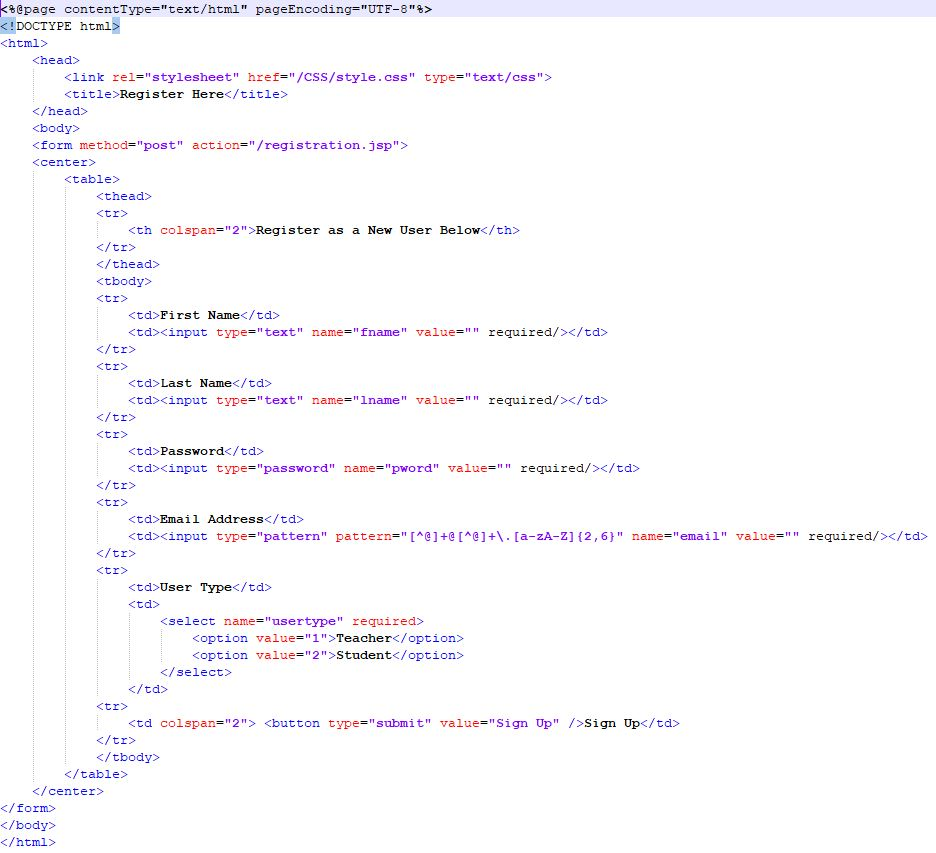 <%@page contentType="text/html" pageEncoding="UTF-8"%>
<!DOCTYPE html>
<html>
    <head>
        <link rel="stylesheet" href="/CSS/style.css" type="text/css">
        <title>Register Here</title>
    </head>
    <body>
    <form method="post" action="/registration.jsp">
    <center>
        <table>
            <thead>
            <tr>
                <th colspan="2">Register as a New User Below</th>
            </tr>
            </thead>
            <tbody>
            <tr>
                <td>First Name</td>
                <td><input type="text" name="fname" value="" required/></td>
            </tr>
            <tr>
                <td>Last Name</td>
                <td><input type="text" name="lname" value="" required/></td>
            </tr>
            <tr>
                <td>Password</td>
                <td><input type="password" name="pword" value="" required/></td>
            </tr>
            <tr>
                <td>Email Address</td>
                <td><input type="pattern" pattern="[^@]+@[^@]+\.[a-zA-Z]{2,6}" name="email" value="" required/></td>
            </tr>
            <tr>
                <td>User Type</td>
                <td>
                    <select name="usertype" required>
                        <option value="1">Teacher</option>
                        <option value="2">Student</option>
                    </select>
                </td>
            <tr>
                <td colspan="2"> <button type="submit" value="Sign Up" />Sign Up</td>
            </tr>
            </tbody>
        </table>
    </center>
</form>
</body>
</html>